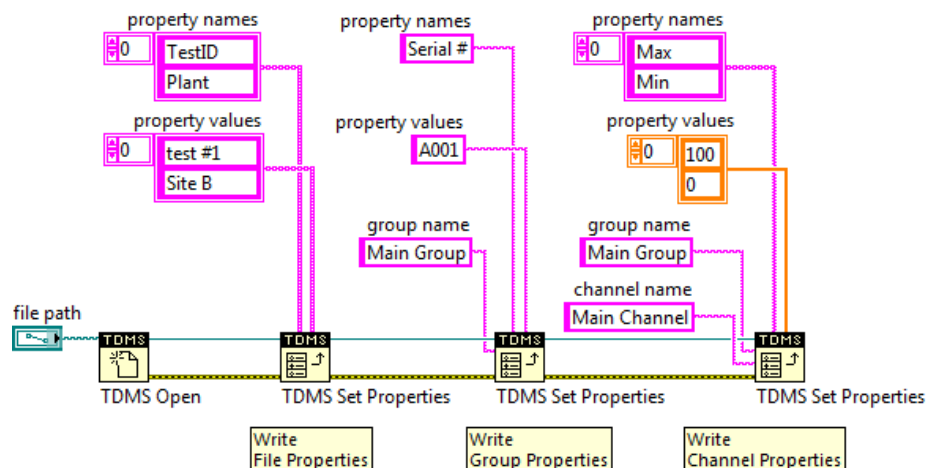 property names
0
TestID
Plant
property values
0
test #1
Site B
property names
Serial #
property values
A001
group name
Main Group
property names
0
Max
Min
property values
0
100
0
group name
Main Group
channel name
Main Channel
file path
TDMS
TDMS Open
TDMS
TDMS Set Properties
TDMS
TDMS Set Properties
TDMS
TDMS Set Properties
Write
File Properties
Write
Group Properties
Write
Channel Properties